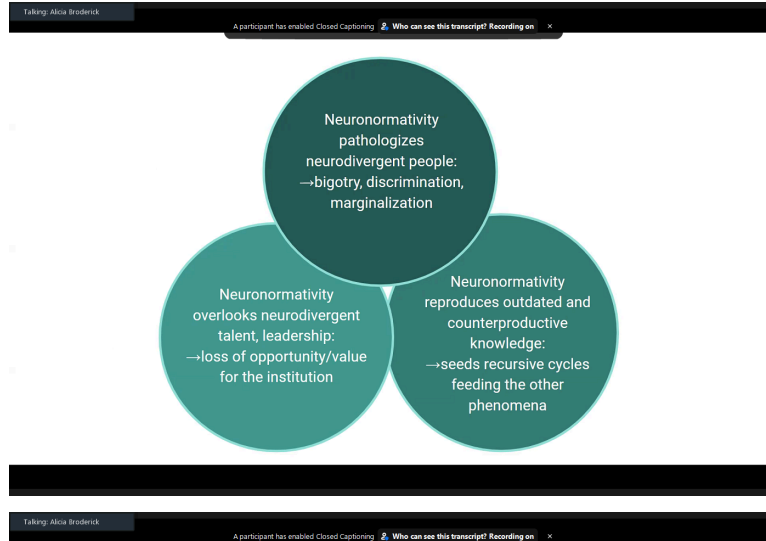 Talking: Alicia Broderick
A participant has enabled Closed Captioning Who can see this transcript? Recording on ×
Neuronormativity
pathologizes
neurodivergent people:
→bigotry, discrimination,
marginalization
Neuronormativity
overlooks neurodivergent
talent, leadership:
→loss of opportunity/value
for the institution
Neuronormativity
reproduces outdated and
counterproductive
knowledge:
→seeds recursive cycles
feeding the other
phenomena
Talking: Alicia Broderick
A participant has enabled Closed Captioning Who can see this transcript? Recording on ×